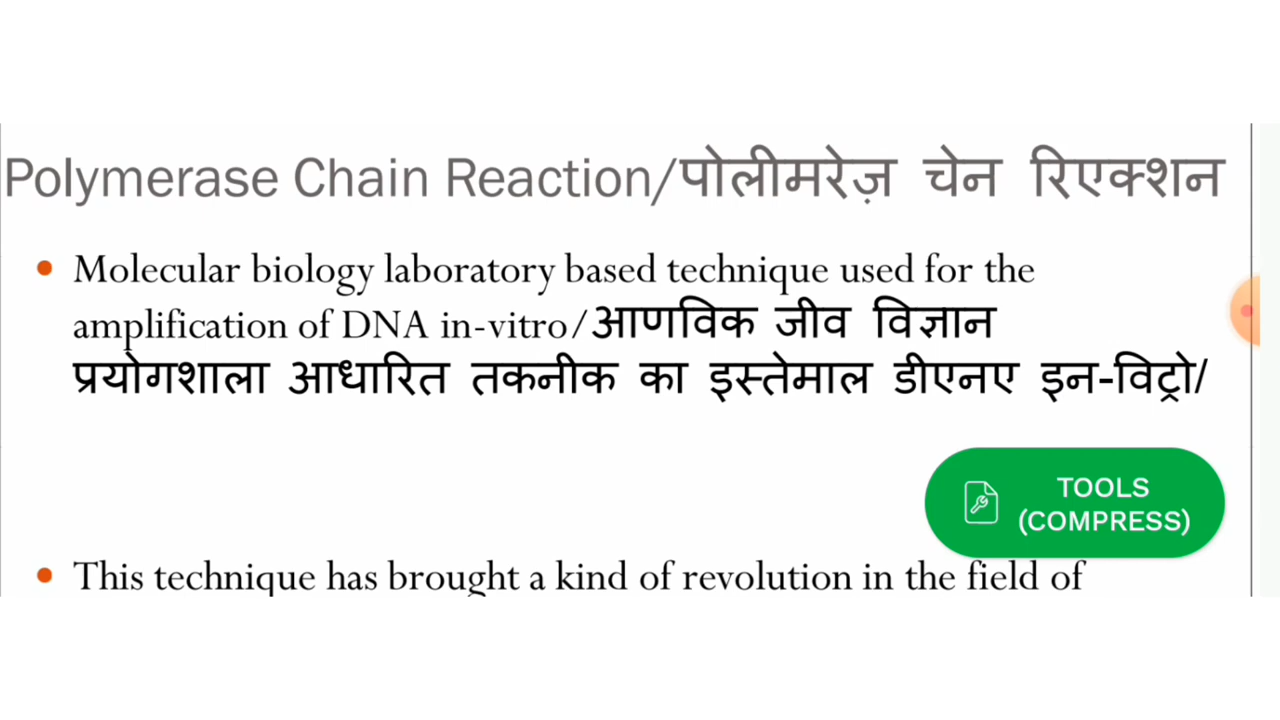 Polymerase Chain Reaction/पोलीमरेज़ चेन रिएक्शन
• Molecular biology laboratory based technique used for the
amplification of DNA in-vitro/आणविक जीव विज्ञान
प्रयोगशाला आधारित तकनीक का इस्तेमाल डीएनए इन-विट्रो/
TOOLS
(COMPRESS)
• This technique has brought a kind of revolution in the field of